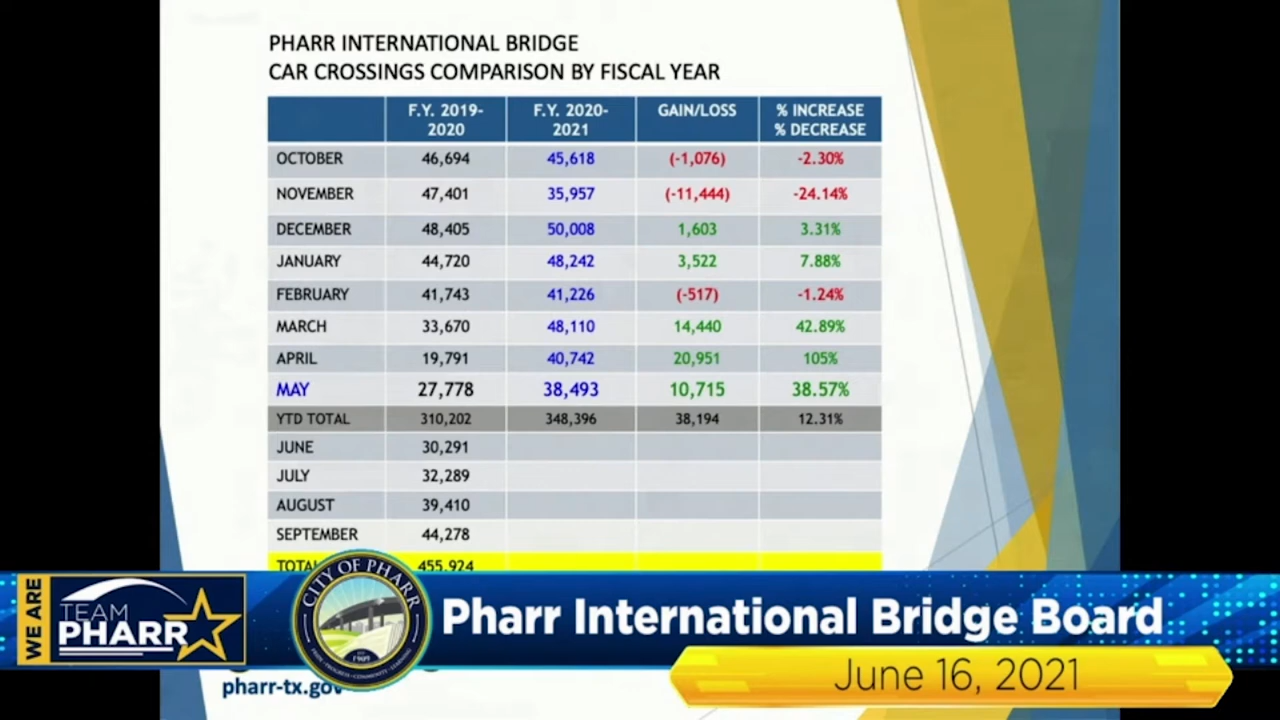 PHARR INTERNATIONAL BRIDGE
CAR CROSSINGS COMPARISON BY FISCAL YEAR
F.Y. 2019-2020 F.Y. 2020-2021 GAIN/LOSS % INCREASE % DECREASE
OCTOBER 46,694 45,618 (-1,076) -2.30%
NOVEMBER 47,401 35,957 (-11,444) -24.14%
DECEMBER 48,405 50,008 1,603 3.31%
JANUARY 44,720 48,242 3,522 7.88%
FEBRUARY 41,743 41,226 (-517) -1.24%
MARCH 33,670 48,110 14,440 42.89%
APRIL 19,791 40,742 20,951 105%
MAY 27,778 38,493 10,715 38.57%
YTD TOTAL 310,202 348,396 38,194 12.31%
JUNE 30,291
JULY 32,289
AUGUST 39,410
SEPTEMBER 44,278
TOTAL 455,924
WE ARE
TEAM
PHARR
CITY OF PHARR
1909
Pharr International Bridge Board
June 16, 2021
pharr-tx.gov